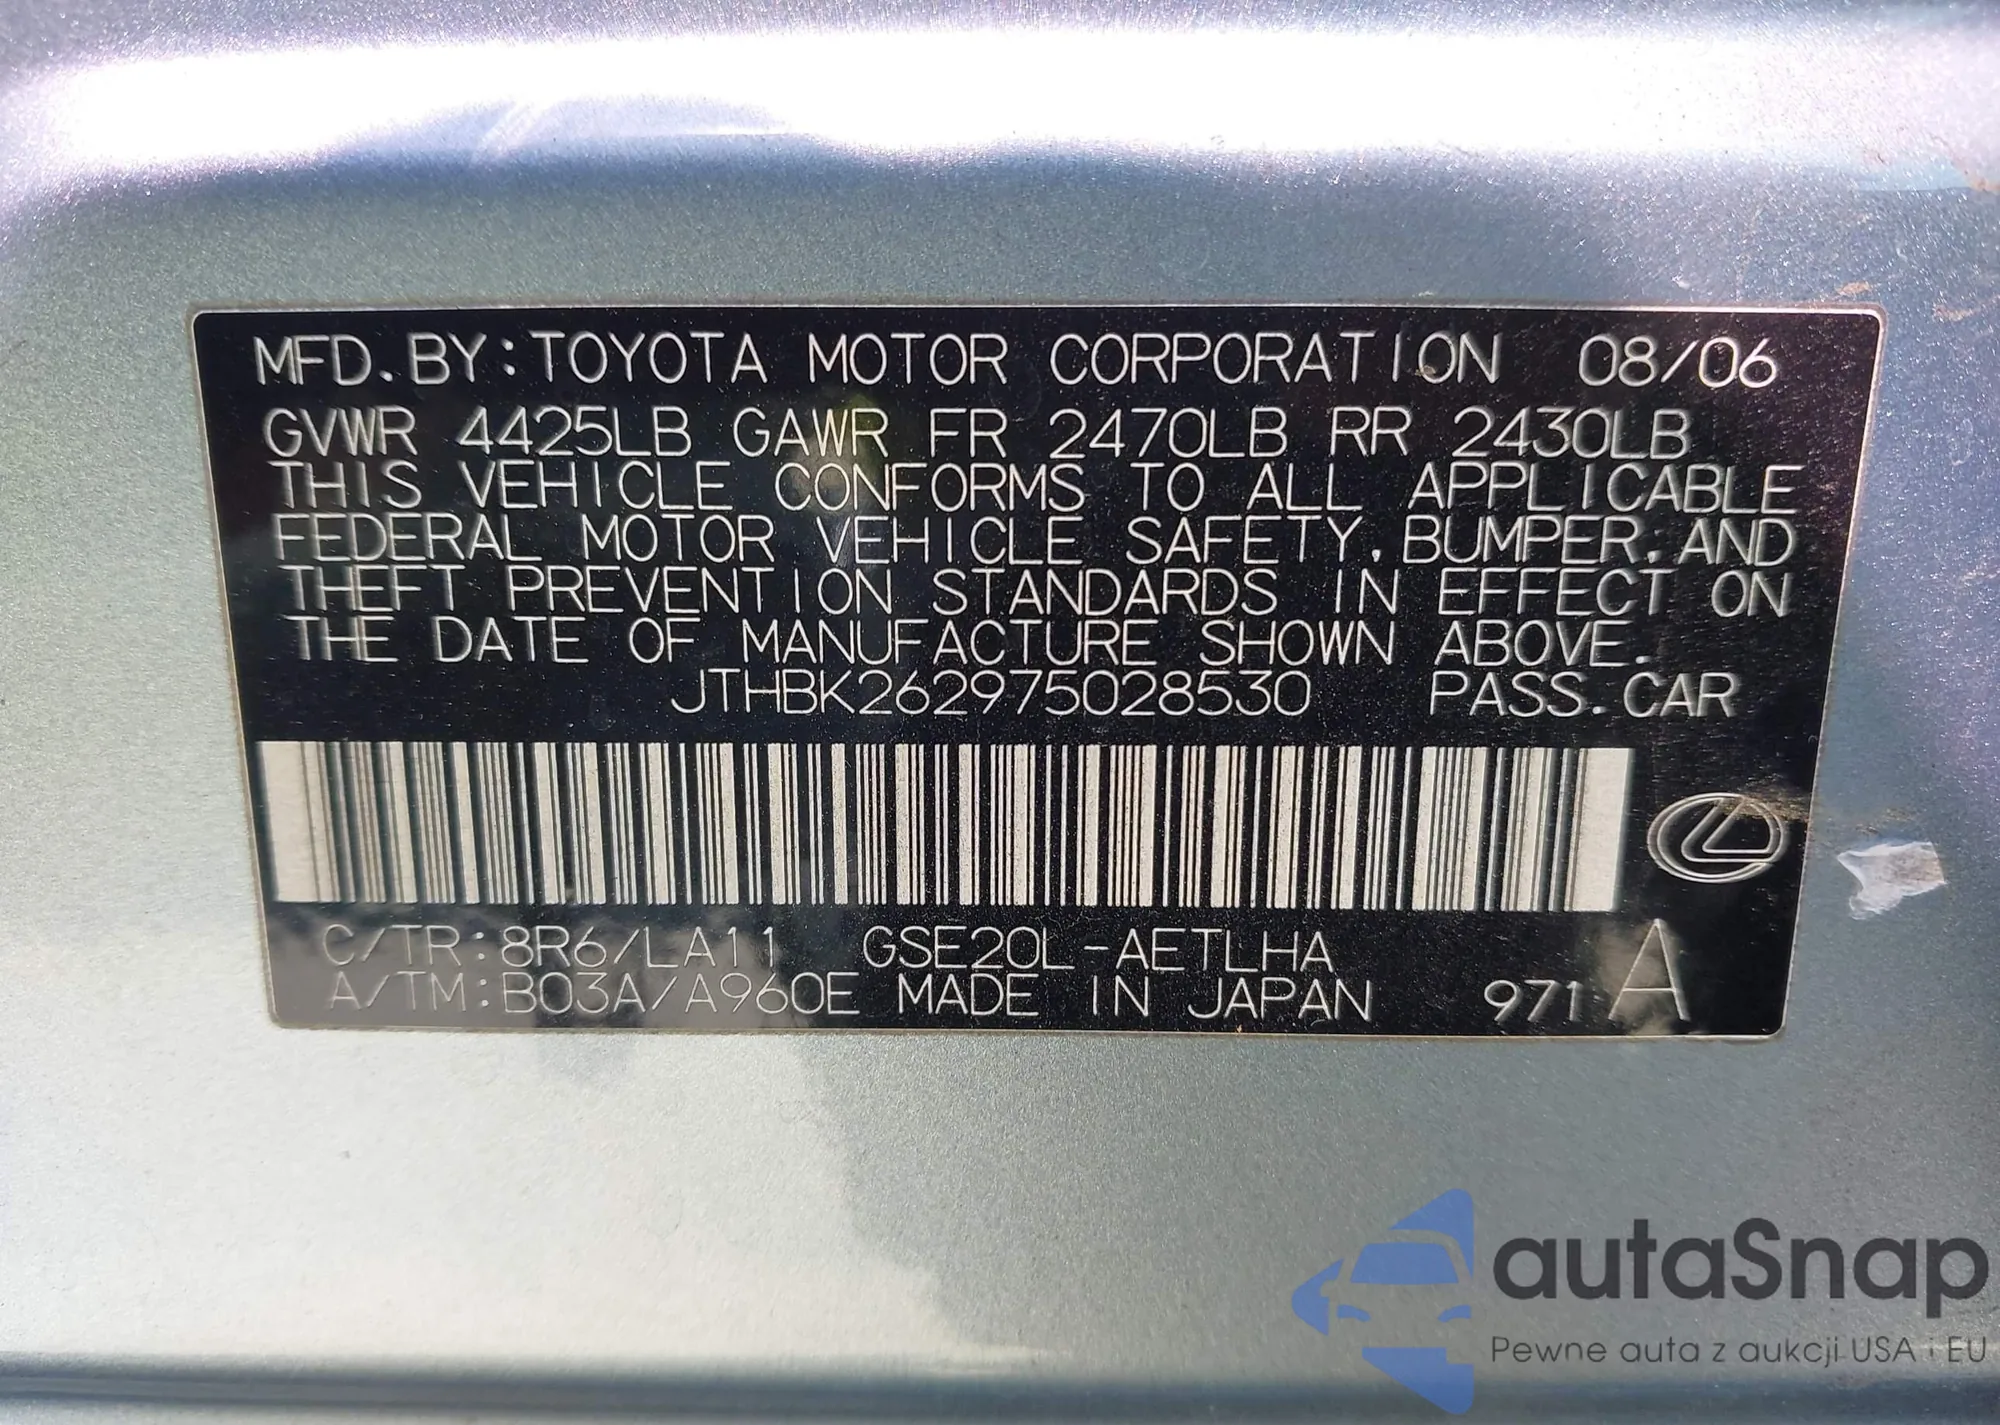 MFD. BY: TOYOTA MOTOR CORPORATION 08/06
GVWR 4425LB GAWR FR 2470LB RR 2430LB
THIS VEHICLE CONFORMS TO ALL APPLICABLE
FEDERAL MOTOR VEHICLE SAFETY, BUMPER, AND
THEFT PREVENTION STANDARDS IN EFFECT ON
THE DATE OF MANUFACTURE SHOWN ABOVE.
JTHBK262975028530 PASS. CAR
C/TR: 8R6/LA11 GSE20L-AETLHA
A/TM: B03A/A960E MADE IN JAPAN 971 A
autaSnap
Pewne auta z aukcji USA i EU